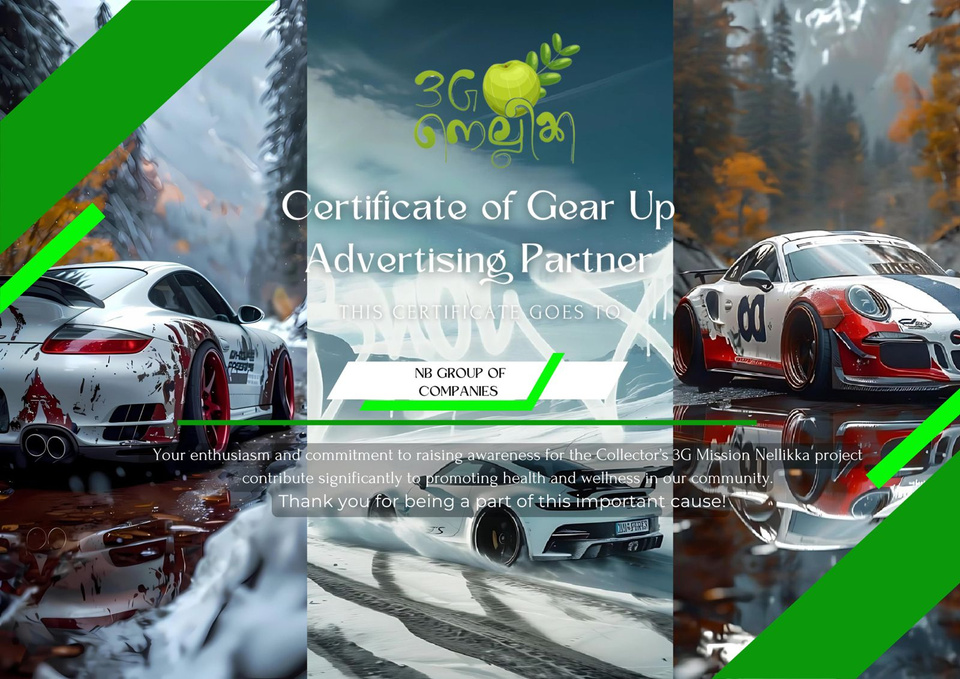 3G
നെല്ലിക്ക
Certificate of Gear Up
Advertising Partner
THIS CERTIFICATE GOES TO
NB GROUP OF
COMPANIES
Your enthusiasm and commitment to raising awareness for the Collector's 3G Mission Nellikka project
contribute significantly to promoting health and wellness in our community.
Thank you for being a part of this important cause!